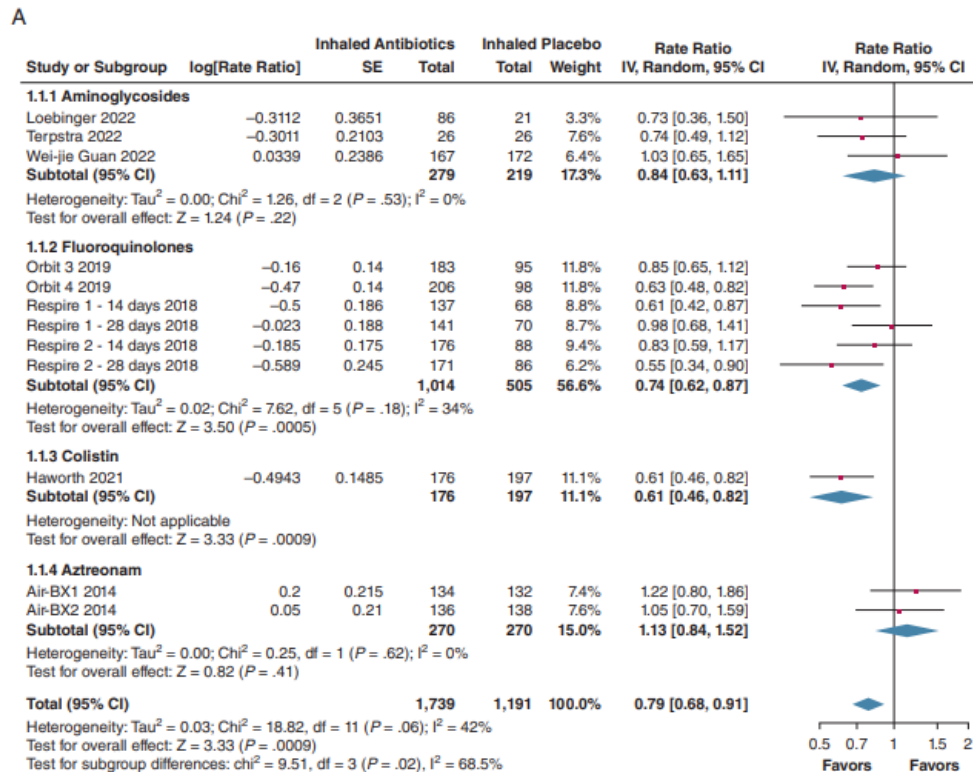 A
Inhaled Antibiotics Inhaled Placebo Rate Ratio Rate Ratio
Study or Subgroup log[Rate Ratio] SE Total Total Weight IV, Random, 95% CI IV, Random, 95% CI
1.1.1 Aminoglycosides
Loebinger 2022 −0.3112 0.3651 86 21 3.3% 0.73 [0.36, 1.50]
Terpstra 2022 −0.3011 0.2103 26 26 7.6% 0.74 [0.49, 1.12]
Wei-jie Guan 2022 0.0339 0.2386 167 172 6.4% 1.03 [0.65, 1.65]
Subtotal (95% CI) 279 219 17.3% 0.84 [0.63, 1.11]
Heterogeneity: Tau² = 0.00; Chi² = 1.26, df = 2 (P = .53); I² = 0%
Test for overall effect: Z = 1.24 (P = .22)
1.1.2 Fluoroquinolones
Orbit 3 2019 −0.16 0.14 183 95 11.8% 0.85 [0.65, 1.12]
Orbit 4 2019 −0.47 0.14 206 98 11.8% 0.63 [0.48, 0.82]
Respire 1 - 14 days 2018 −0.5 0.186 137 68 8.8% 0.61 [0.42, 0.87]
Respire 1 - 28 days 2018 −0.023 0.188 141 70 8.7% 0.98 [0.68, 1.41]
Respire 2 - 14 days 2018 −0.185 0.175 176 88 9.4% 0.83 [0.59, 1.17]
Respire 2 - 28 days 2018 −0.589 0.245 171 86 6.2% 0.55 [0.34, 0.90]
Subtotal (95% CI) 1,014 505 56.6% 0.74 [0.62, 0.87]
Heterogeneity: Tau² = 0.02; Chi² = 7.62, df = 5 (P = .18); I² = 34%
Test for overall effect: Z = 3.50 (P = .0005)
1.1.3 Colistin
Haworth 2021 −0.4943 0.1485 176 197 11.1% 0.61 [0.46, 0.82]
Subtotal (95% CI) 176 197 11.1% 0.61 [0.46, 0.82]
Heterogeneity: Not applicable
Test for overall effect: Z = 3.33 (P = .0009)
1.1.4 Aztreonam
Air-BX1 2014 0.2 0.215 134 132 7.4% 1.22 [0.80, 1.86]
Air-BX2 2014 0.05 0.21 136 138 7.6% 1.05 [0.70, 1.59]
Subtotal (95% CI) 270 270 15.0% 1.13 [0.84, 1.52]
Heterogeneity: Tau² = 0.00; Chi² = 0.25, df = 1 (P = .62); I² = 0%
Test for overall effect: Z = 0.82 (P = .41)
Total (95% CI) 1,739 1,191 100.0% 0.79 [0.68, 0.91]
Heterogeneity: Tau² = 0.03; Chi² = 18.82, df = 11 (P = .06); I² = 42%
Test for overall effect: Z = 3.33 (P = .0009)
Test for subgroup differences: chi² = 9.51, df = 3 (P = .02), I² = 68.5%
0.5 0.7 1 1.5 2
Favors Favors